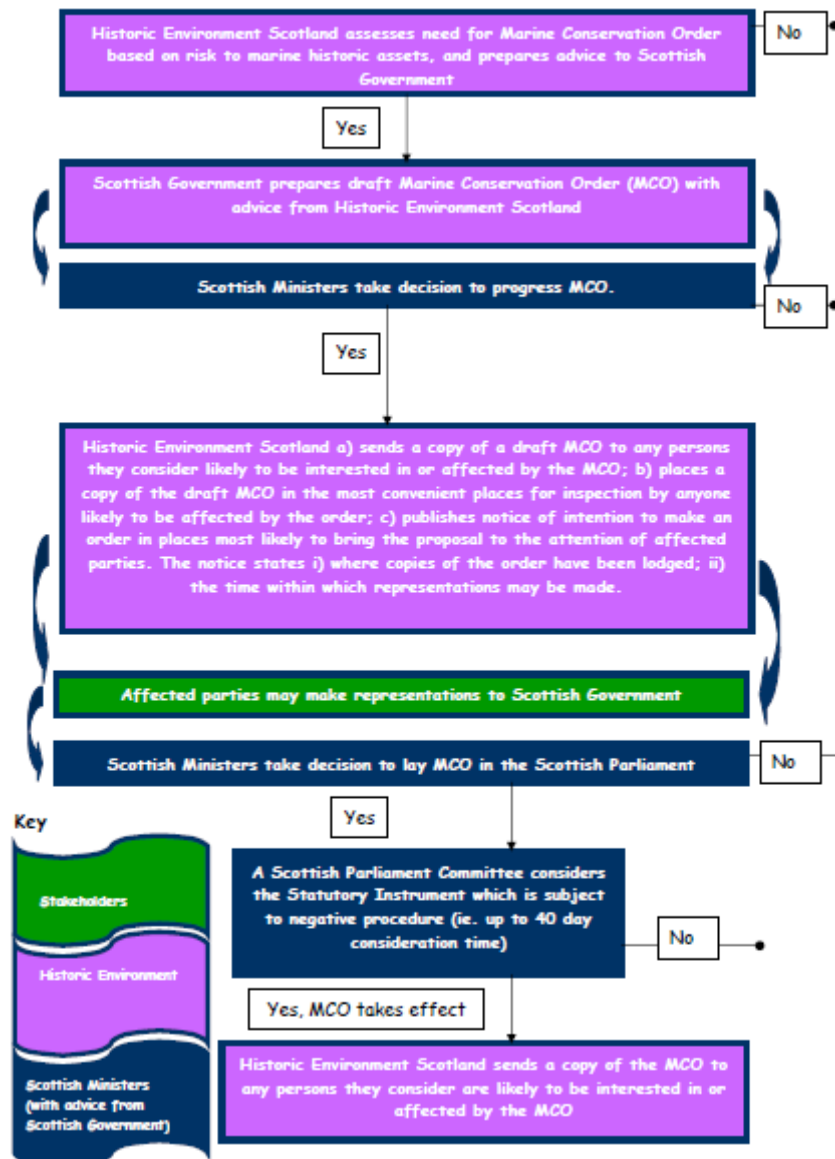 Historic Environment Scotland assesses need for Marine Conservation Order
based on risk to marine historic assets, and prepares advice to Scottish
Government
No
Yes
Scottish Government prepares draft Marine Conservation Order (MCO) with
advice from Historic Environment Scotland
Scottish Ministers take decision to progress MCO.
No
Yes
Historic Environment Scotland a) sends a copy of a draft MCO to any persons
they consider likely to be interested in or affected by the MCO; b) places a
copy of the draft MCO in the most convenient places for inspection by anyone
likely to be affected by the order; c) publishes notice of intention to make an
order in places most likely to bring the proposal to the attention of affected
parties. The notice states i) where copies of the order have been lodged; ii)
the time within which representations may be made.
Affected parties may make representations to Scottish Government
Scottish Ministers take decision to lay MCO in the Scottish Parliament
No
Yes
A Scottish Parliament Committee considers
the Statutory Instrument which is subject
to negative procedure (ie. up to 40 day
consideration time)
No
Yes, MCO takes effect
Historic Environment Scotland sends a copy of the MCO to
any persons they consider are likely to be interested in or
affected by the MCO
Key
Stakeholders
Historic Environment
Scottish Ministers
(with advice from
Scottish Government)